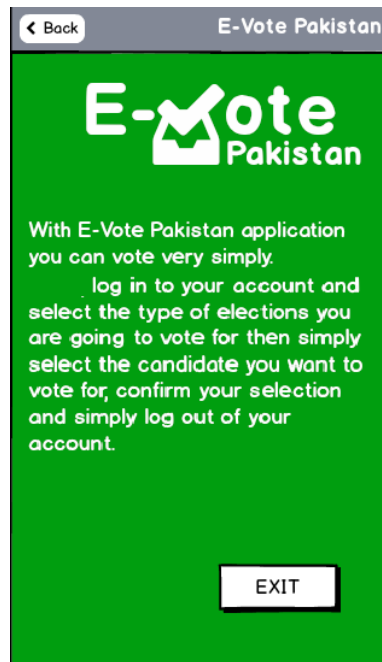 Back
E-Vote Pakistan
E-Vote
Pakistan
With E-Vote Pakistan application
you can vote very simply.
log in to your account and
select the type of elections you
are going to vote for then simply
select the candidate you want to
vote for, confirm your selection
and simply log out of your
account.
EXIT